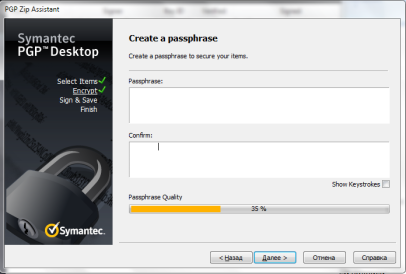 PGP Zip Assistant
Symantec
PGP™ Desktop
Select Items
Encrypt
Sign & Save
Finish
Symantec.
Create a passphrase
Create a passphrase to secure your items.
Passphrase:
Confirm:
Show Keystrokes
Passphrase Quality
35 %
< Назад
Далее >
Отмена
Справка